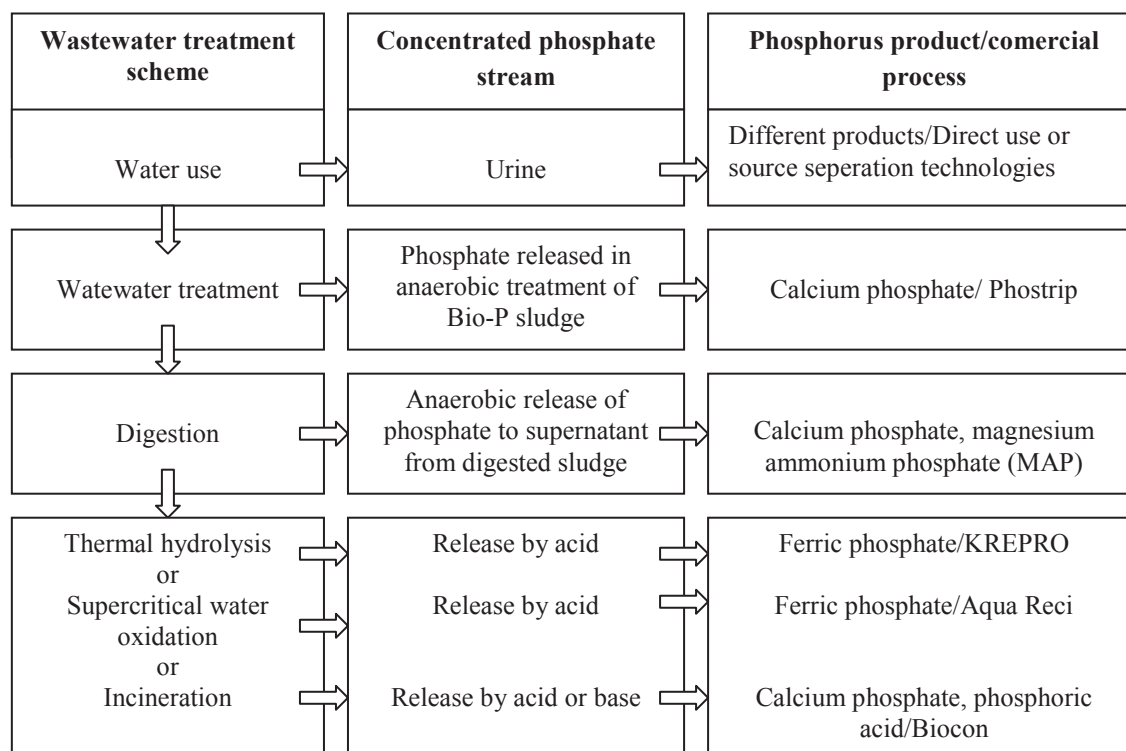 Wastewater treatment
scheme
Concentrated phosphate
stream
Phosphorus product/comercial
process
Water use
Urine
Different products/Direct use or
source seperation technologies
Watewater treatment
Phosphate released in
anaerobic treatment of
Bio-P sludge
Calcium phosphate/ Phostrip
Digestion
Anaerobic release of
phosphate to supernatant
from digested sludge
Calcium phosphate, magnesium
ammonium phosphate (MAP)
Thermal hydrolysis
or
Supercritical water
oxidation
or
Incineration
Release by acid
Release by acid
Release by acid or base
Ferric phosphate/KREPRO
Ferric phosphate/Aqua Reci
Calcium phosphate, phosphoric
acid/Biocon